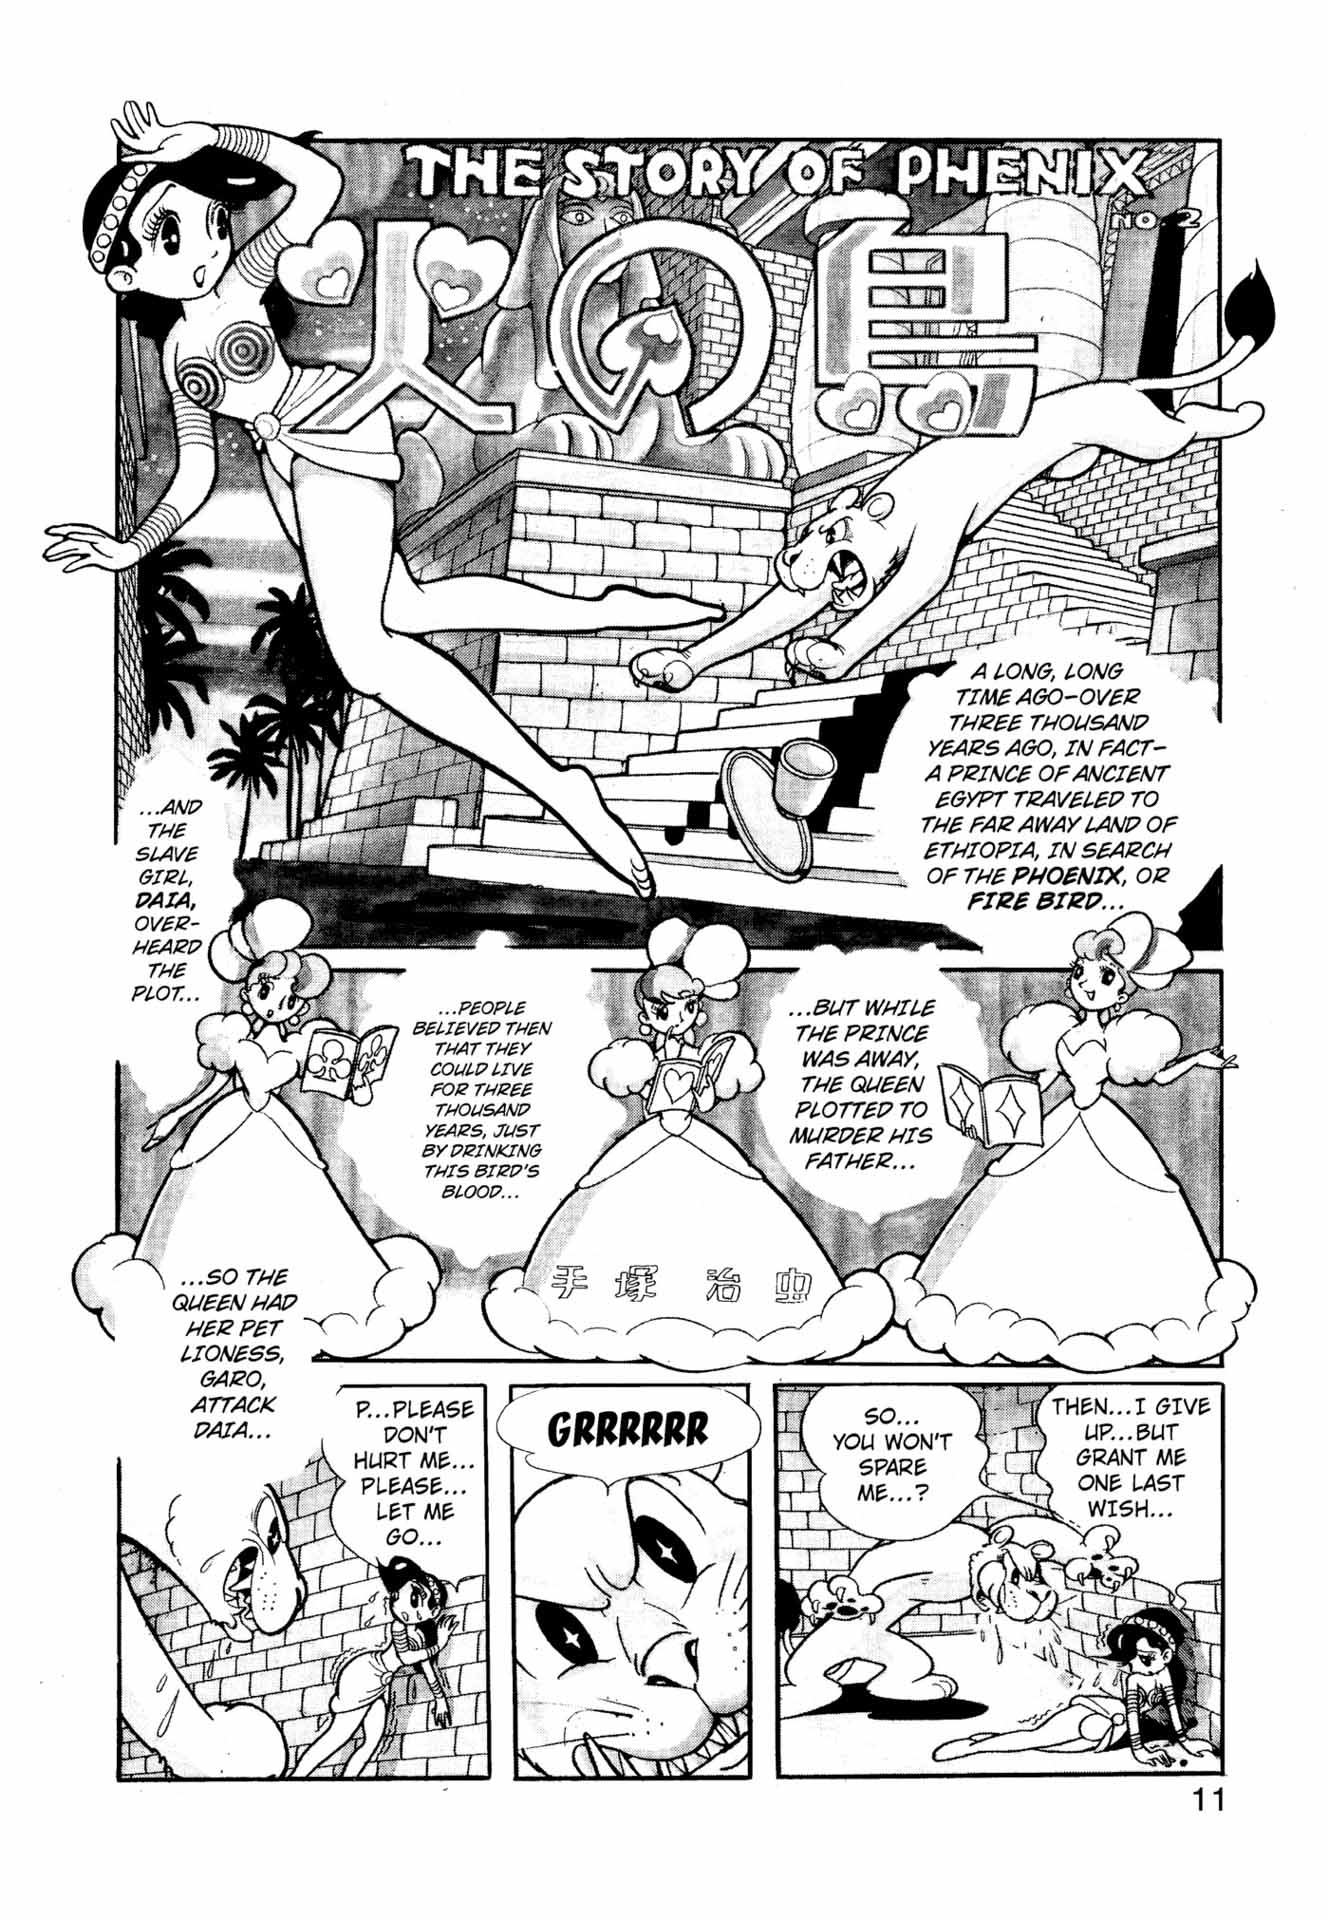 THE STORY OF PHENIX
NO. 2
火の鳥
A LONG, LONG
TIME AGO-OVER
THREE THOUSAND
YEARS AGO, IN FACT-
A PRINCE OF ANCIENT
EGYPT TRAVELED TO
THE FAR AWAY LAND OF
ETHIOPIA, IN SEARCH
OF THE PHOENIX, OR
FIRE BIRD...
...PEOPLE
BELIEVED THEN
THAT THEY
COULD LIVE
FOR THREE
THOUSAND
YEARS, JUST
BY DRINKING
THIS BIRD'S
BLOOD...
...BUT WHILE
THE PRINCE
WAS AWAY,
THE QUEEN
PLOTTED TO
MURDER HIS
FATHER...
...AND
THE
SLAVE
GIRL,
DAIA,
OVER-
HEARD
THE
PLOT...
手塚治虫
...SO THE
QUEEN HAD
HER PET
LIONESS,
GARO,
ATTACK
DAIA...
P...PLEASE
DON'T
HURT ME...
PLEASE...
LET ME
GO...
GRRRRRR
SO...
YOU WON'T
SPARE
ME...?
THEN...I GIVE
UP...BUT
GRANT ME
ONE LAST
WISH...
11